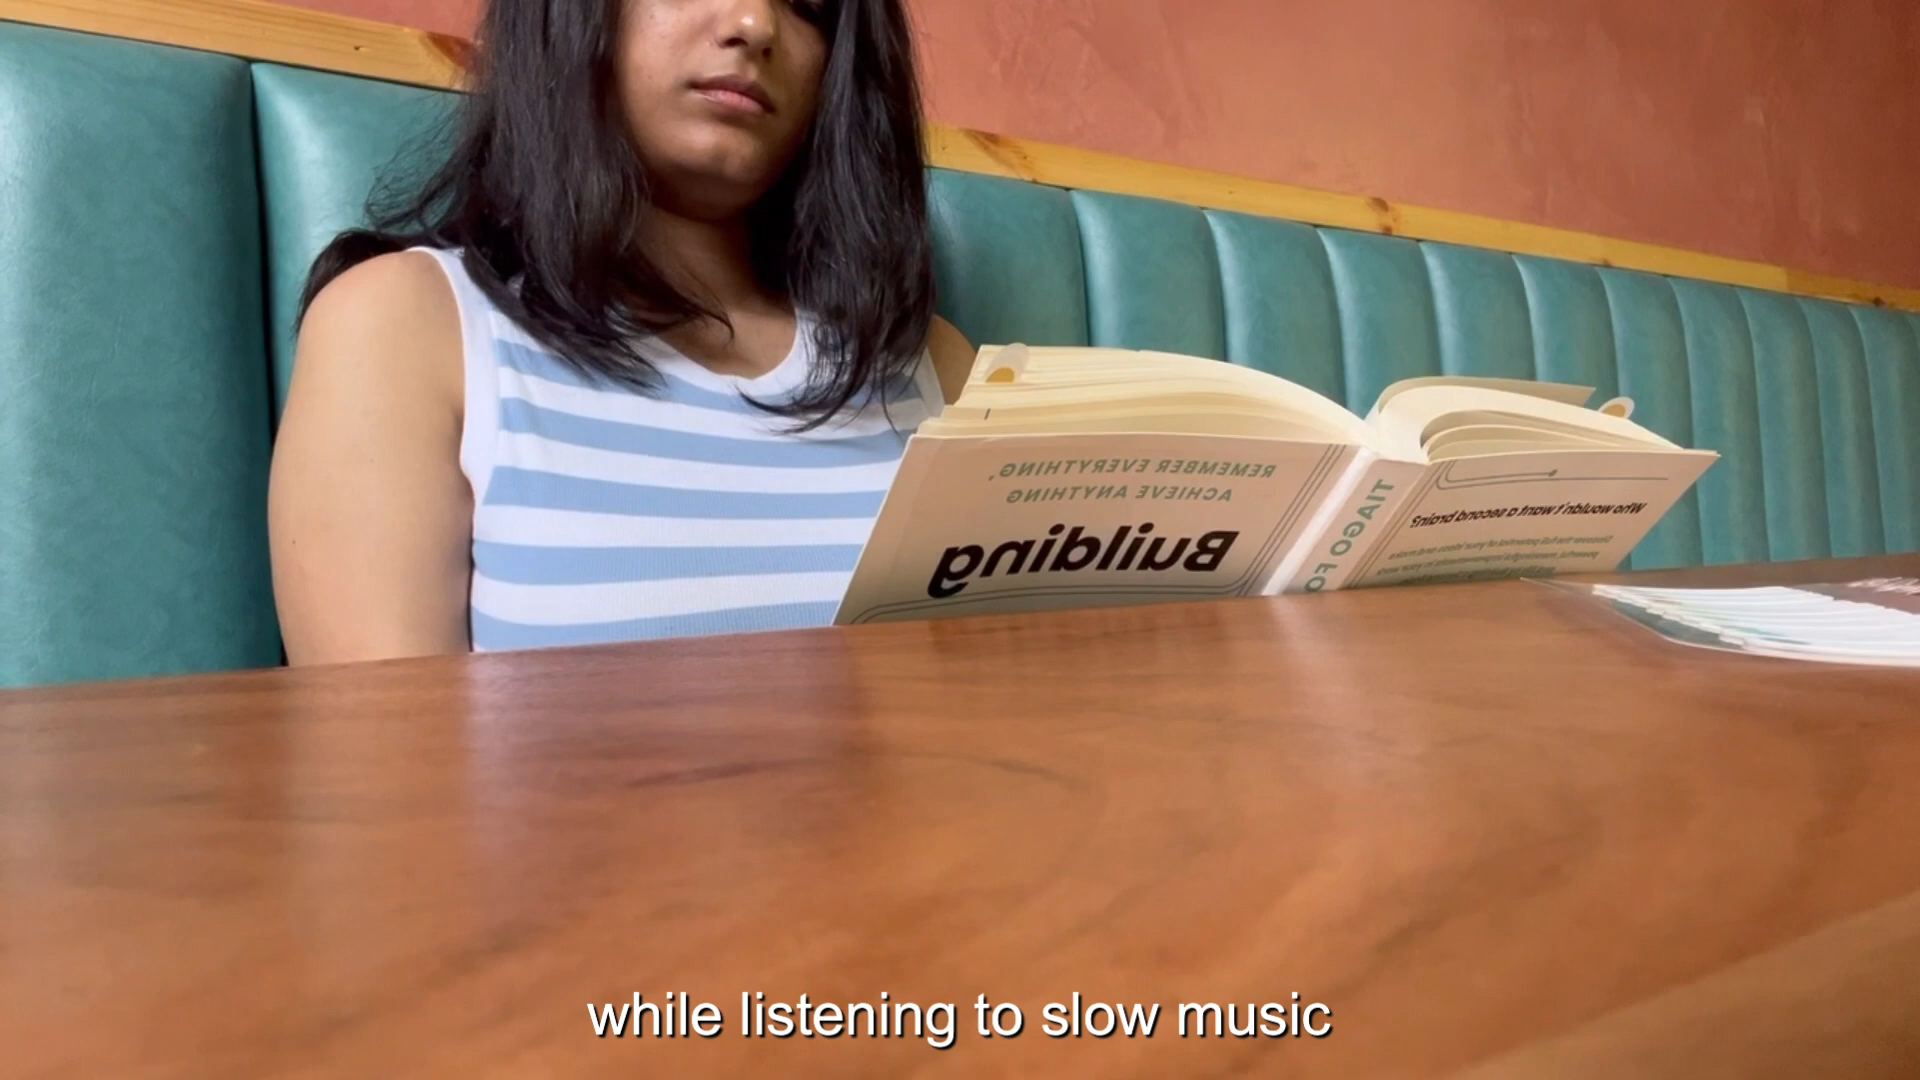 REMEMBER EVERYTHING,
ACHIEVE ANYTHING
Building
TIAGO FO
Who wouldn't want a second brain?
while listening to slow music